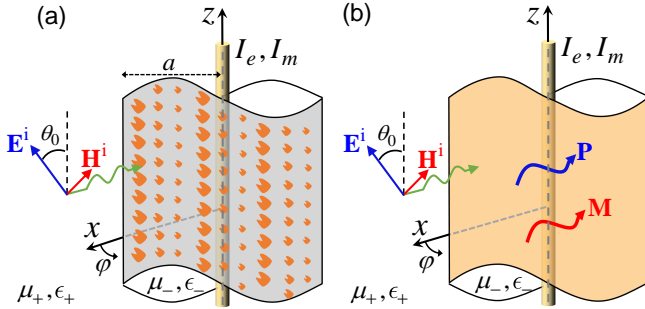 (a)
z
I_e, I_m
a
E^i
θ_0
H^i
x
φ
μ_+, ϵ_+
μ_-, ϵ_-
(b)
z
I_e, I_m
E^i
θ_0
H^i
P
M
x
φ
μ_+, ϵ_+
μ_-, ϵ_-